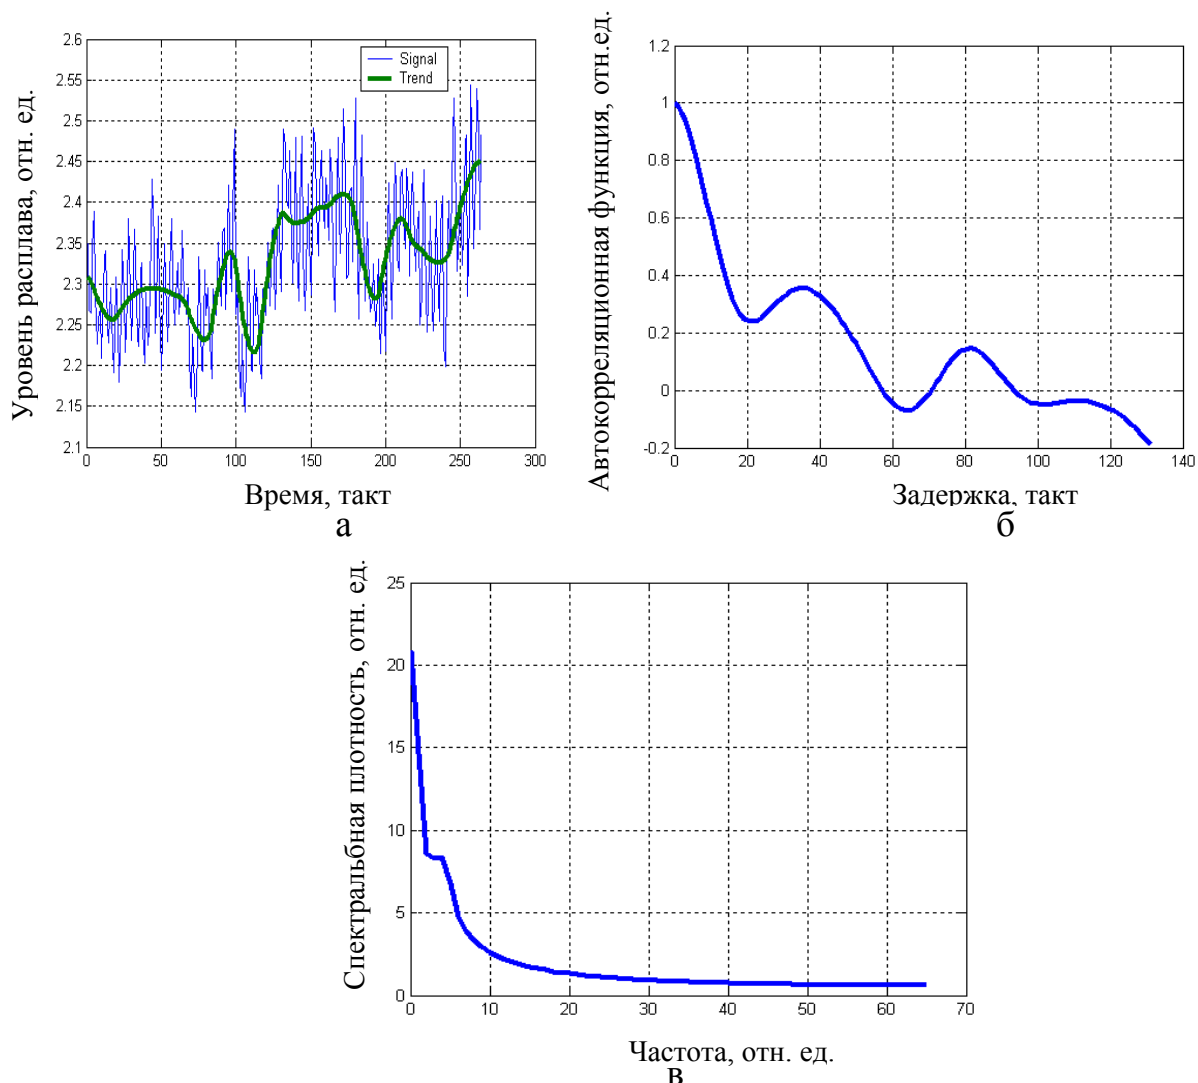 Уровень расплава, отн. ед.
2.6
2.55
2.5
2.45
2.4
2.35
2.3
2.25
2.2
2.15
2.1
Signal
Trend
0 50 100 150 200 250 300
Время, такт
а
Автокорреляционная функция, отн.ед.
1.2
1
0.8
0.6
0.4
0.2
0
-0.2
0 20 40 60 80 100 120 140
Задержка, такт
б
Спектральбная плотность, отн. ед.
25
20
15
10
5
0
0 10 20 30 40 50 60 70
Частота, отн. ед.
в